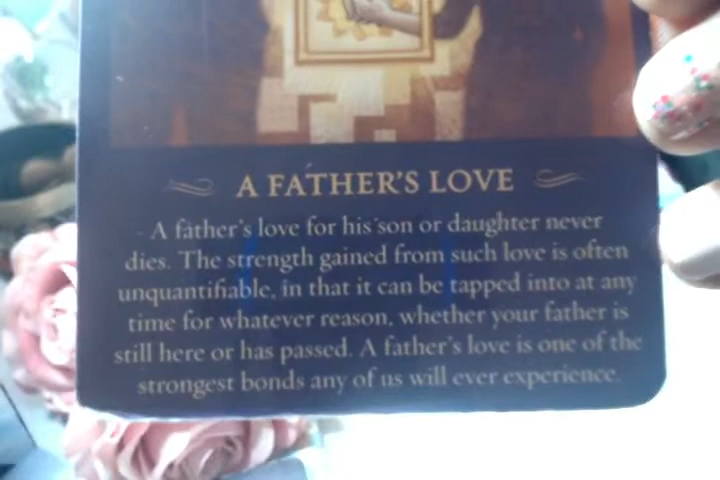 A FATHER'S LOVE
A father's love for his son or daughter never
dies. The strength gained from such love is often
unquantifiable, in that it can be tapped into at any
time for whatever reason, whether your father is
still here or has passed. A father's love is one of the
strongest bonds any of us will ever experience.